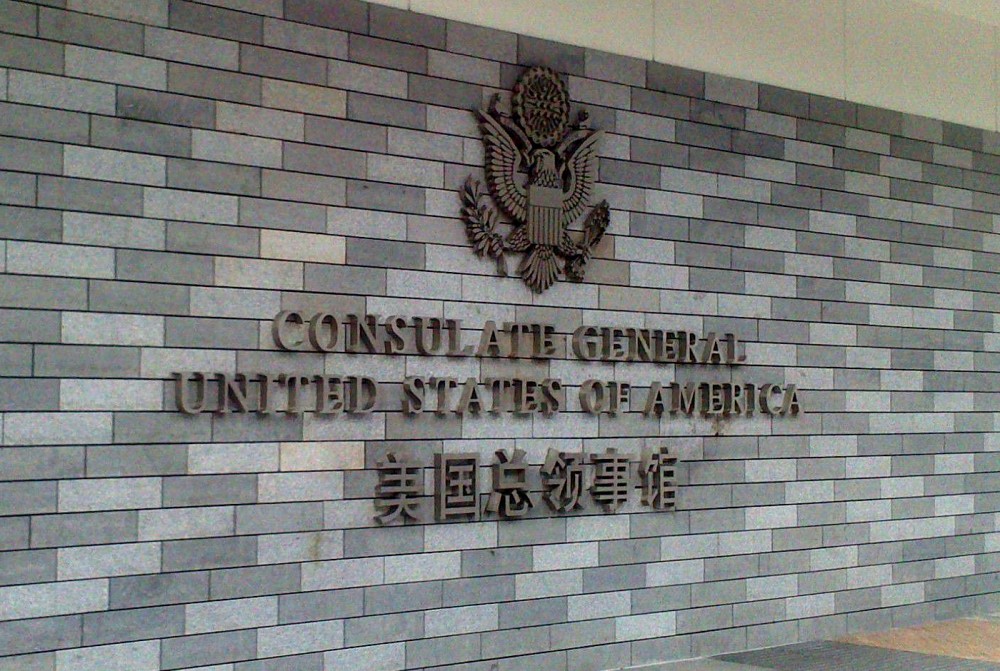 CONSULATE GENERAL
UNITED STATES OF AMERICA
美国总领事馆